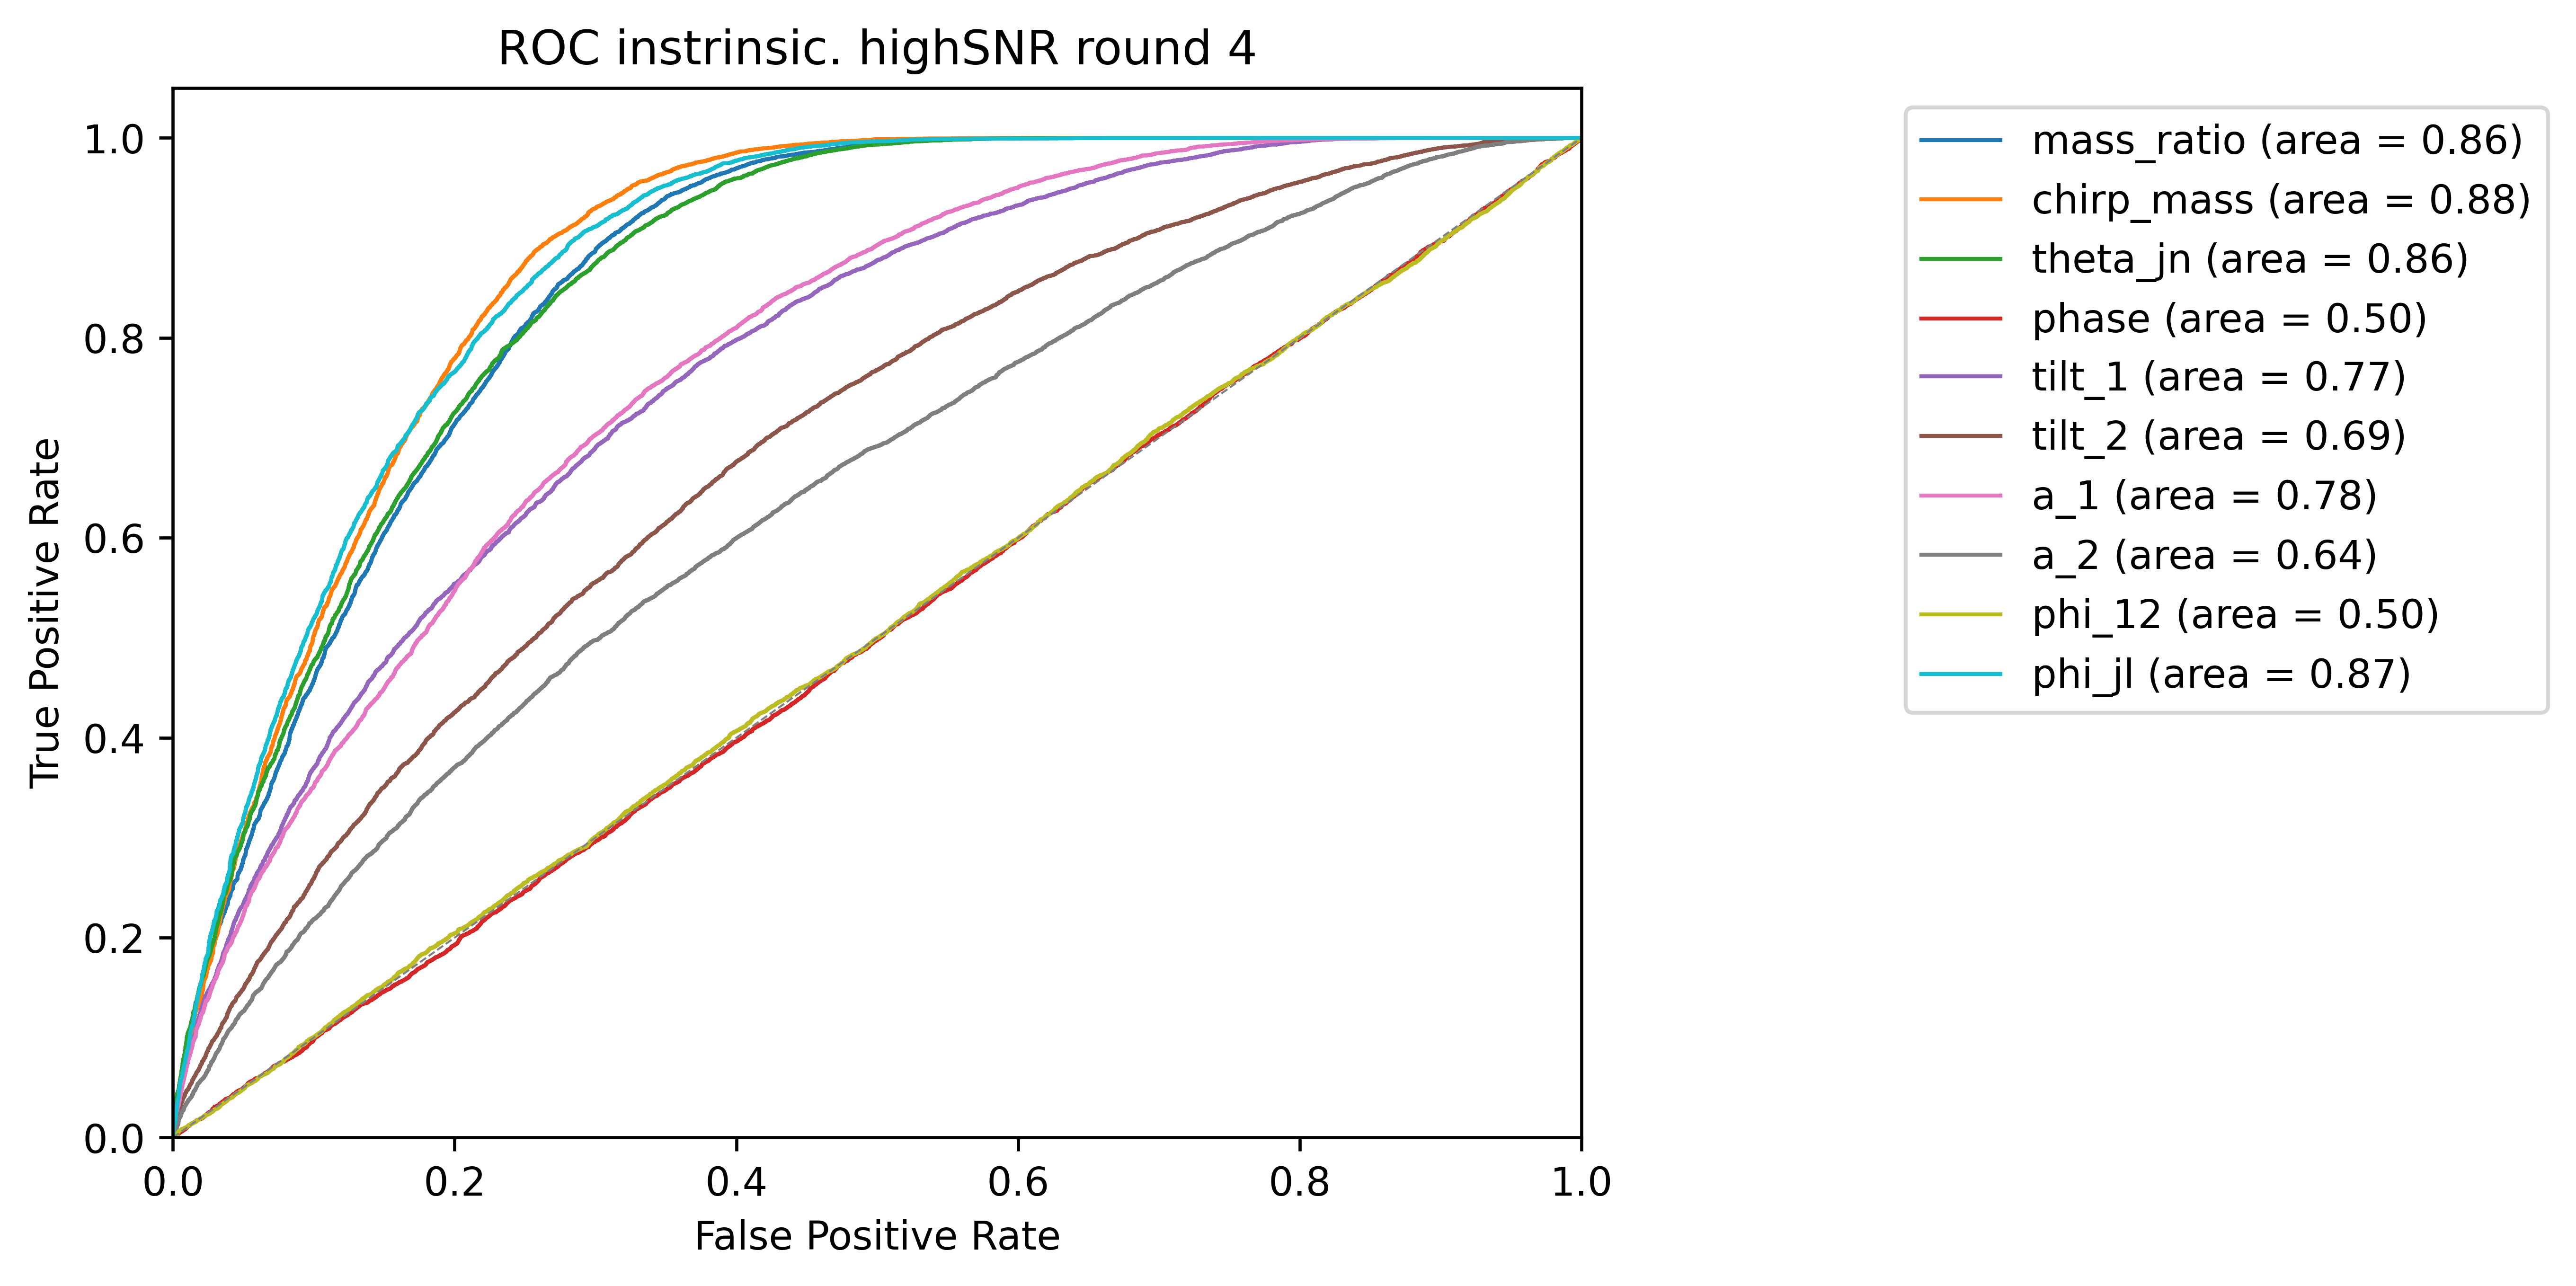 ROC instrinsic. highSNR round 4
True Positive Rate
1.0
0.8
0.6
0.4
0.2
0.0
0.0 0.2 0.4 0.6 0.8 1.0
False Positive Rate
mass_ratio (area = 0.86)
chirp_mass (area = 0.88)
theta_jn (area = 0.86)
phase (area = 0.50)
tilt_1 (area = 0.77)
tilt_2 (area = 0.69)
a_1 (area = 0.78)
a_2 (area = 0.64)
phi_12 (area = 0.50)
phi_jl (area = 0.87)